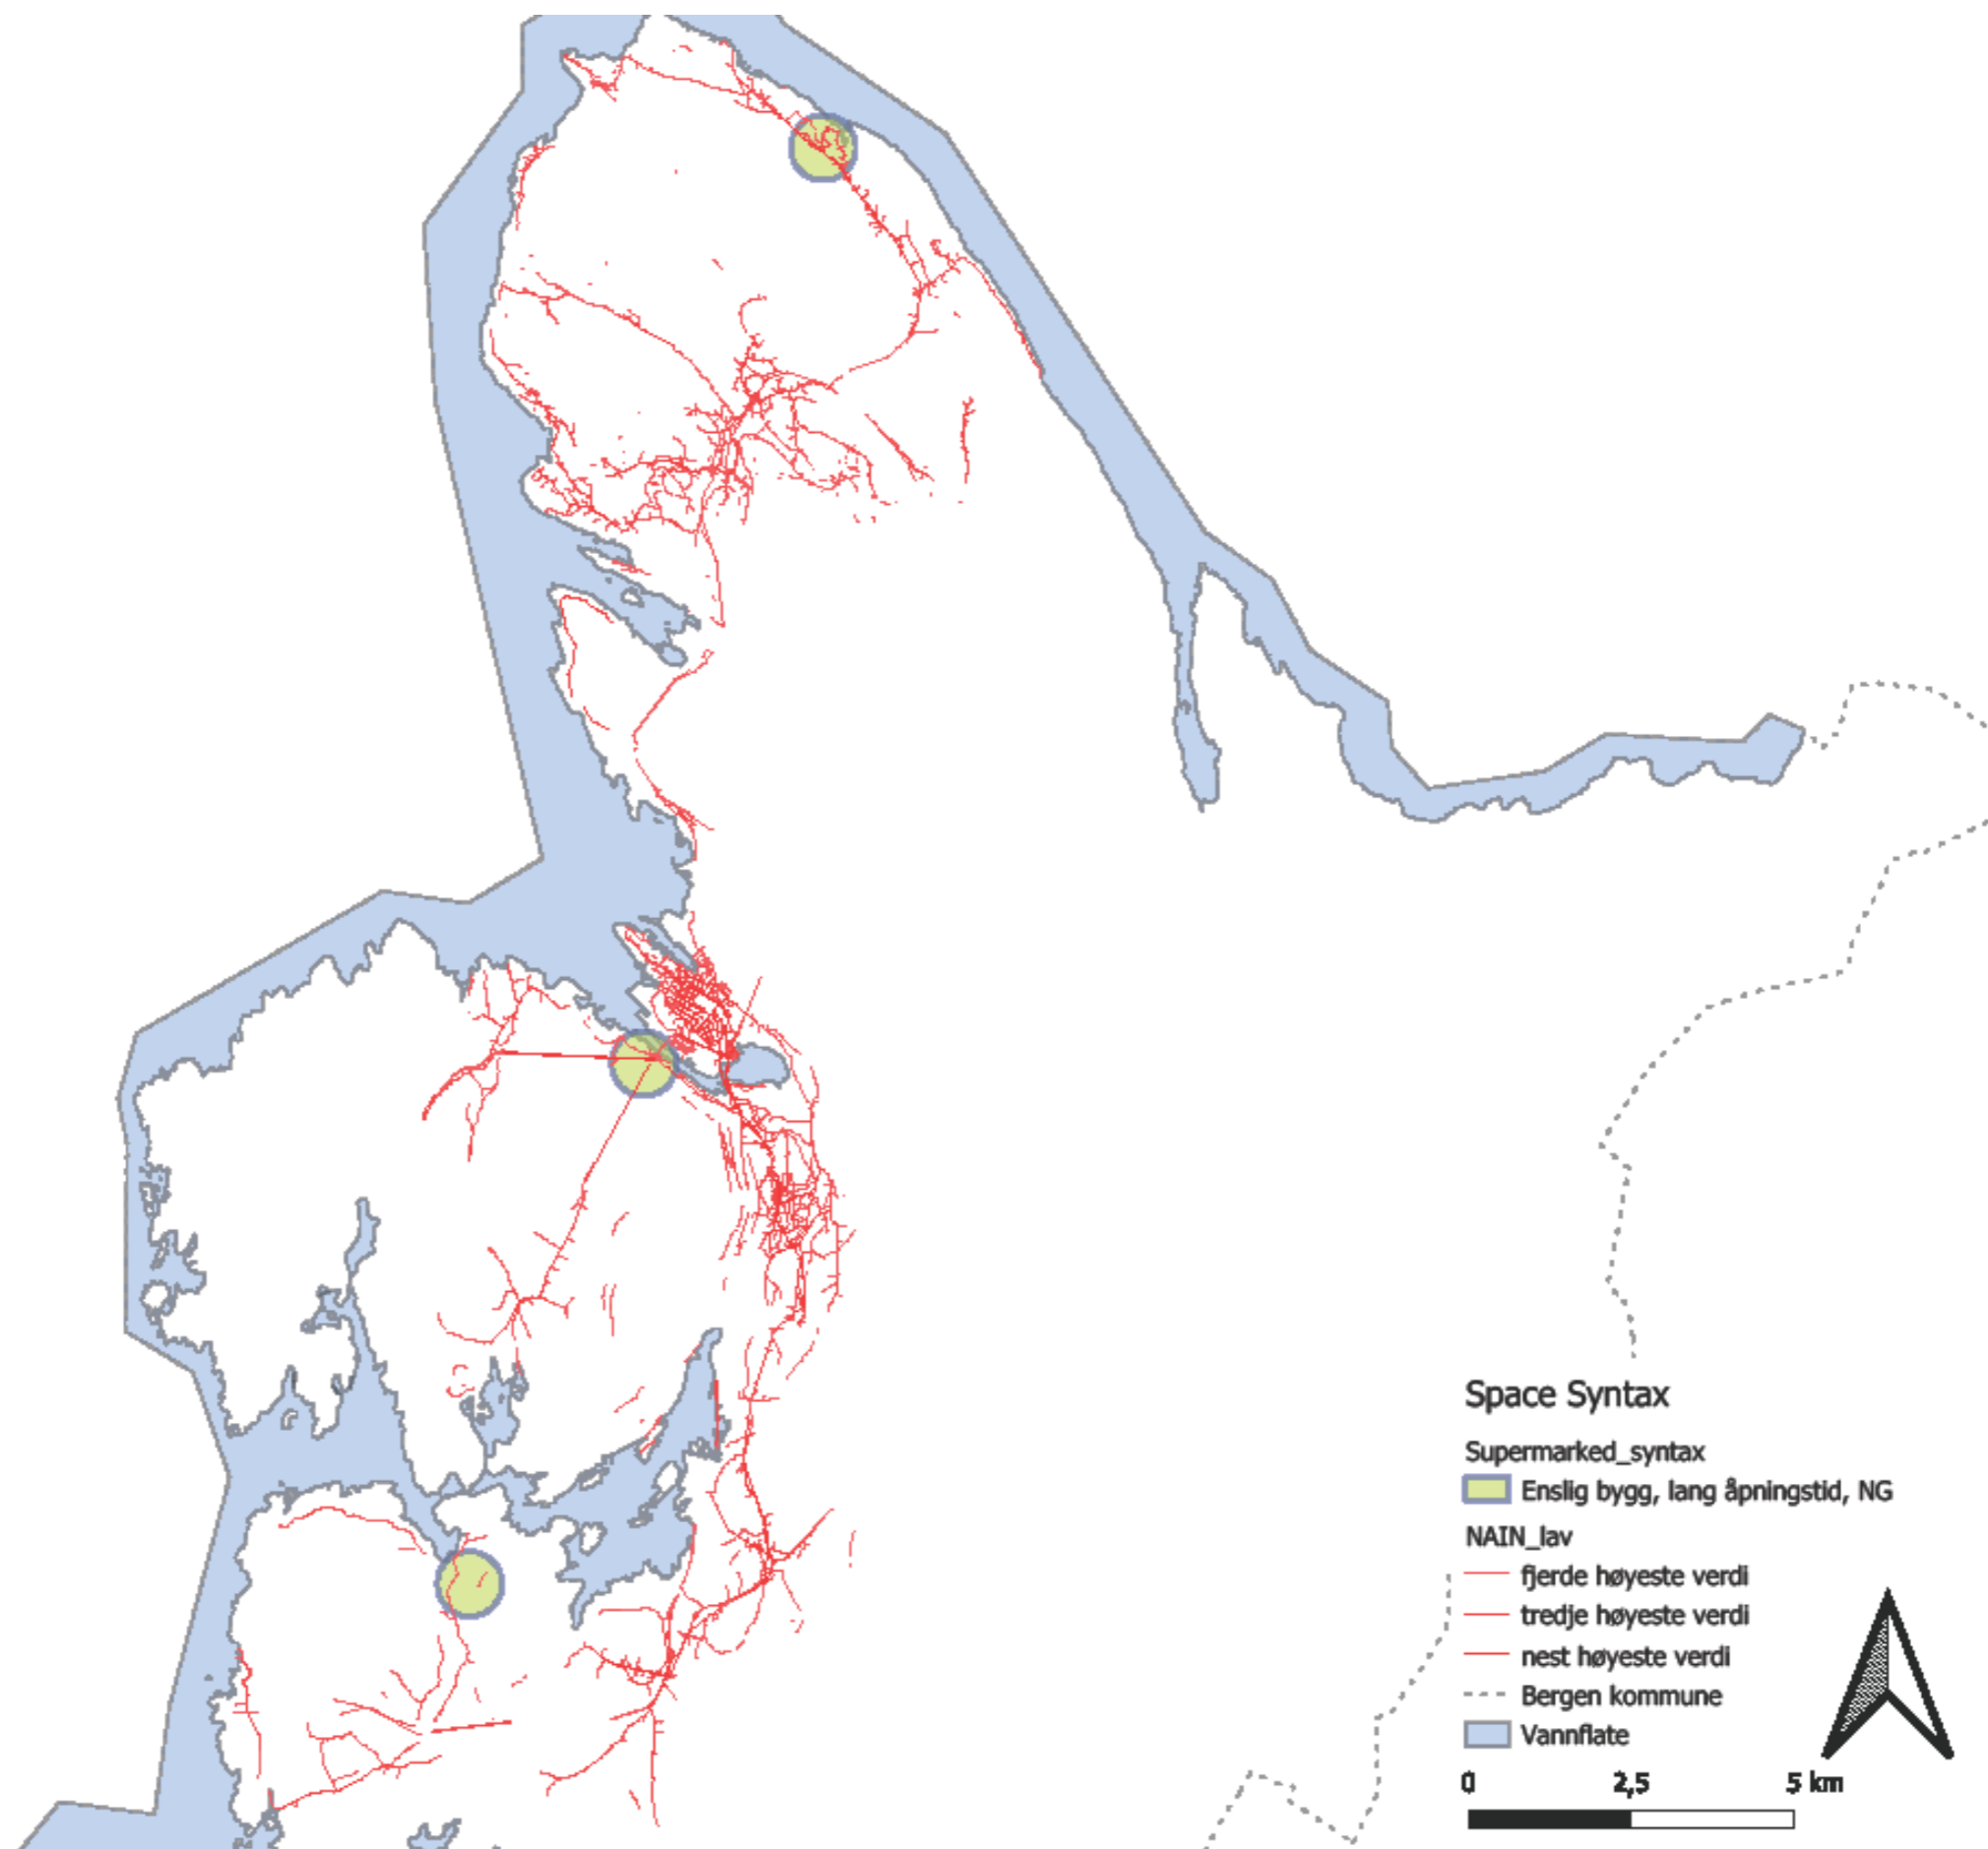 Space Syntax
Supermarked_syntax
Enslig bygg, lang åpningstid, NG
NAIN_lav
fjerde høyeste verdi
tredje høyeste verdi
nest høyeste verdi
Bergen kommune
Vannflate
0 2,5 5 km